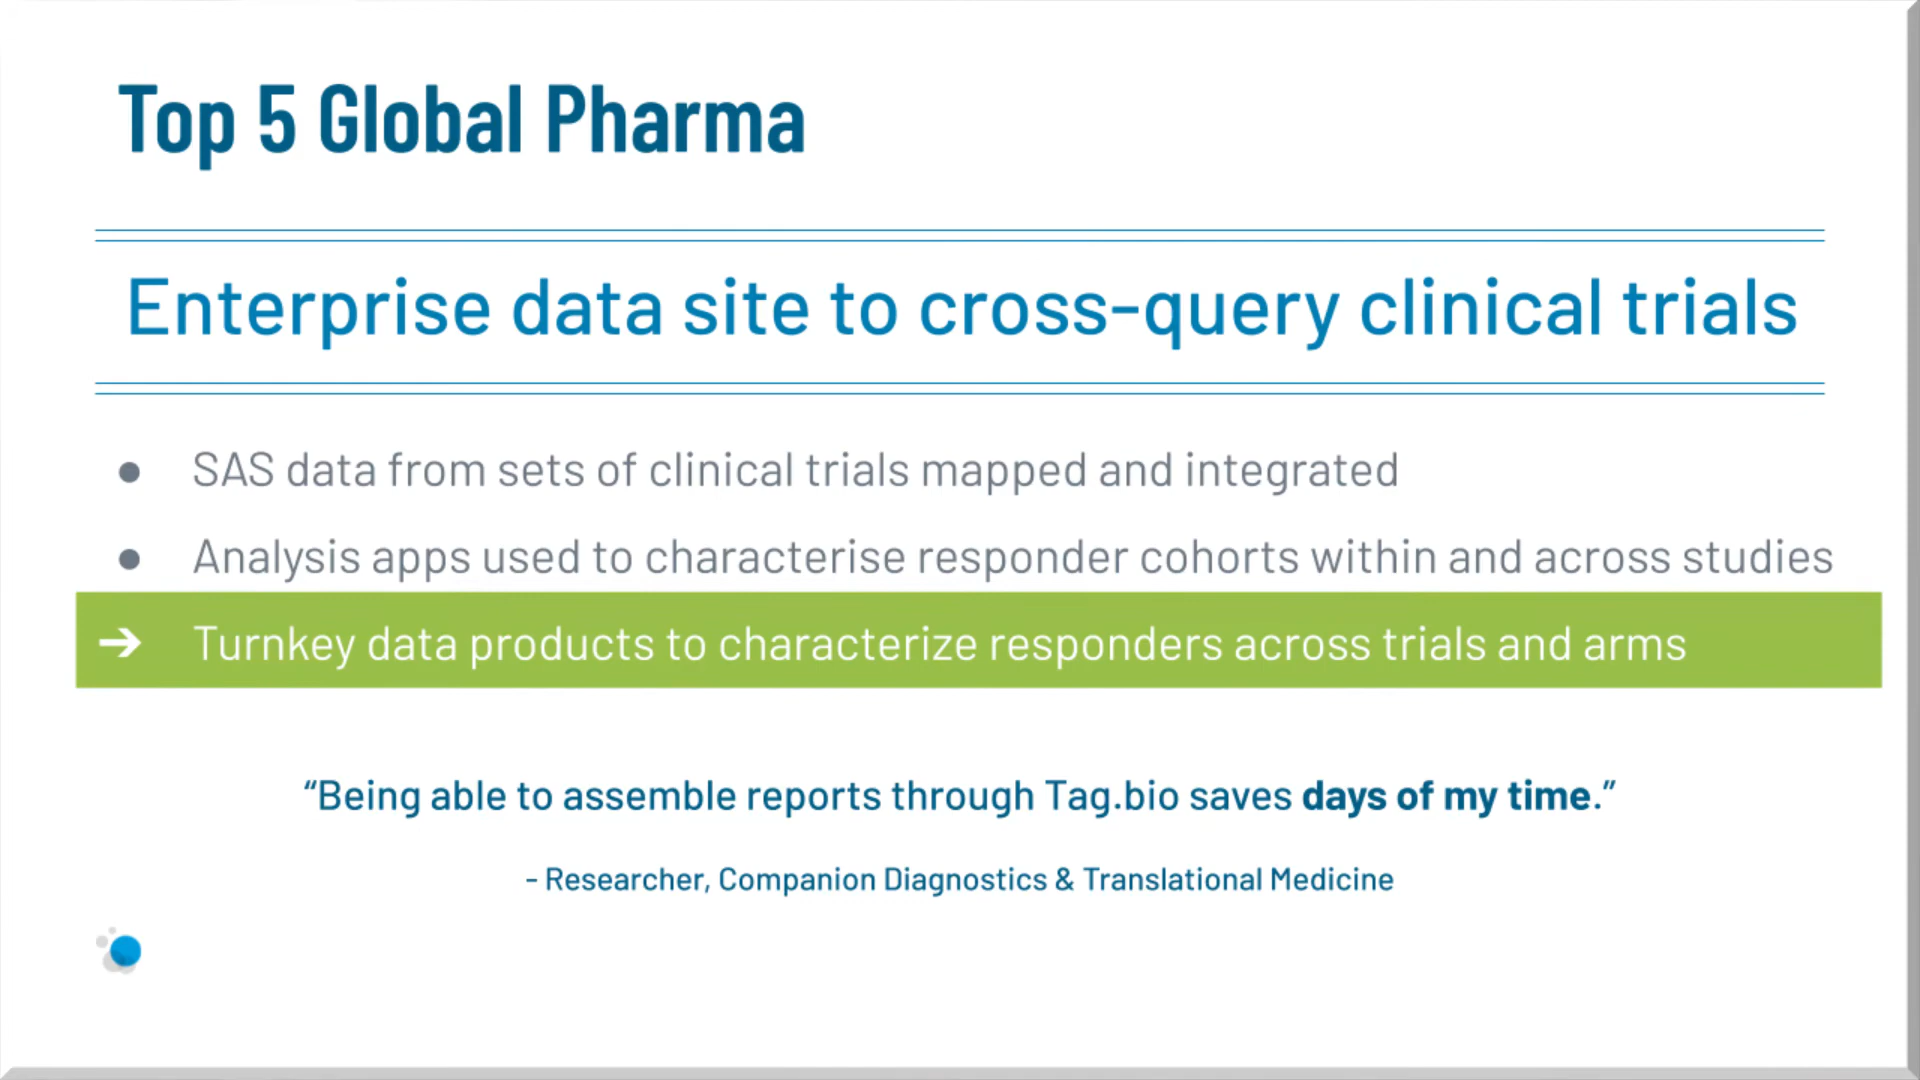 Top 5 Global Pharma
Enterprise data site to cross-query clinical trials
● SAS data from sets of clinical trials mapped and integrated
● Analysis apps used to characterise responder cohorts within and across studies
➔ Turnkey data products to characterize responders across trials and arms
“Being able to assemble reports through Tag.bio saves days of my time.”
- Researcher, Companion Diagnostics & Translational Medicine